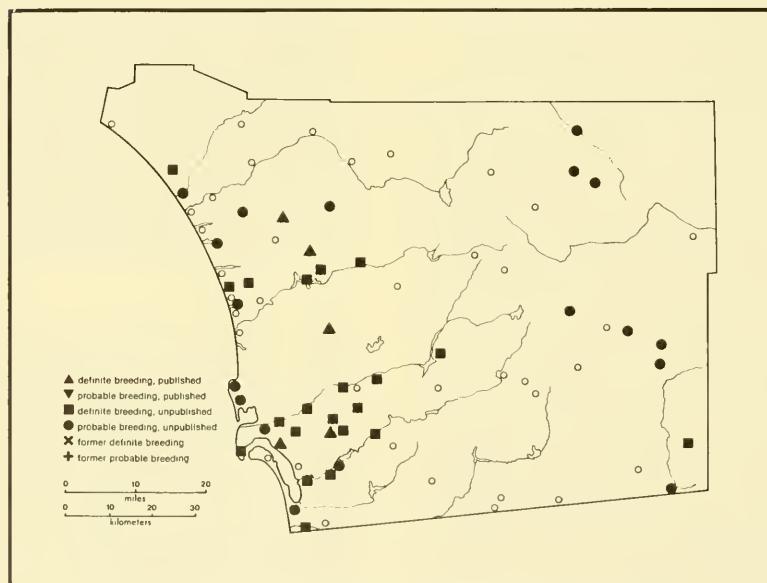 definite breeding, published
probable breeding, published
definite breeding, unpublished
probable breeding, unpublished
former definite breeding
former probable breeding
0 10 20
miles
0 10 20 30
kilometers